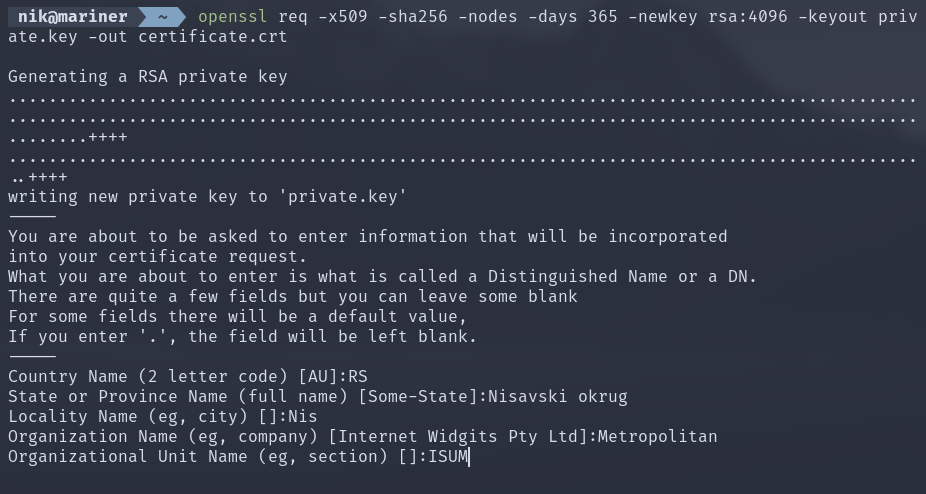 nik@mariner ~ openssl req -x509 -sha256 -nodes -days 365 -newkey rsa:4096 -keyout priv
ate.key -out certificate.crt
Generating a RSA private key
...........................................................................................
...........................................................................................
........++++
...........................................................................................
..++++
writing new private key to 'private.key'
-----
You are about to be asked to enter information that will be incorporated
into your certificate request.
What you are about to enter is what is called a Distinguished Name or a DN.
There are quite a few fields but you can leave some blank
For some fields there will be a default value,
If you enter '.', the field will be left blank.
-----
Country Name (2 letter code) [AU]:RS
State or Province Name (full name) [Some-State]:Nisavski okrug
Locality Name (eg, city) []:Nis
Organization Name (eg, company) [Internet Widgits Pty Ltd]:Metropolitan
Organizational Unit Name (eg, section) []:ISUM